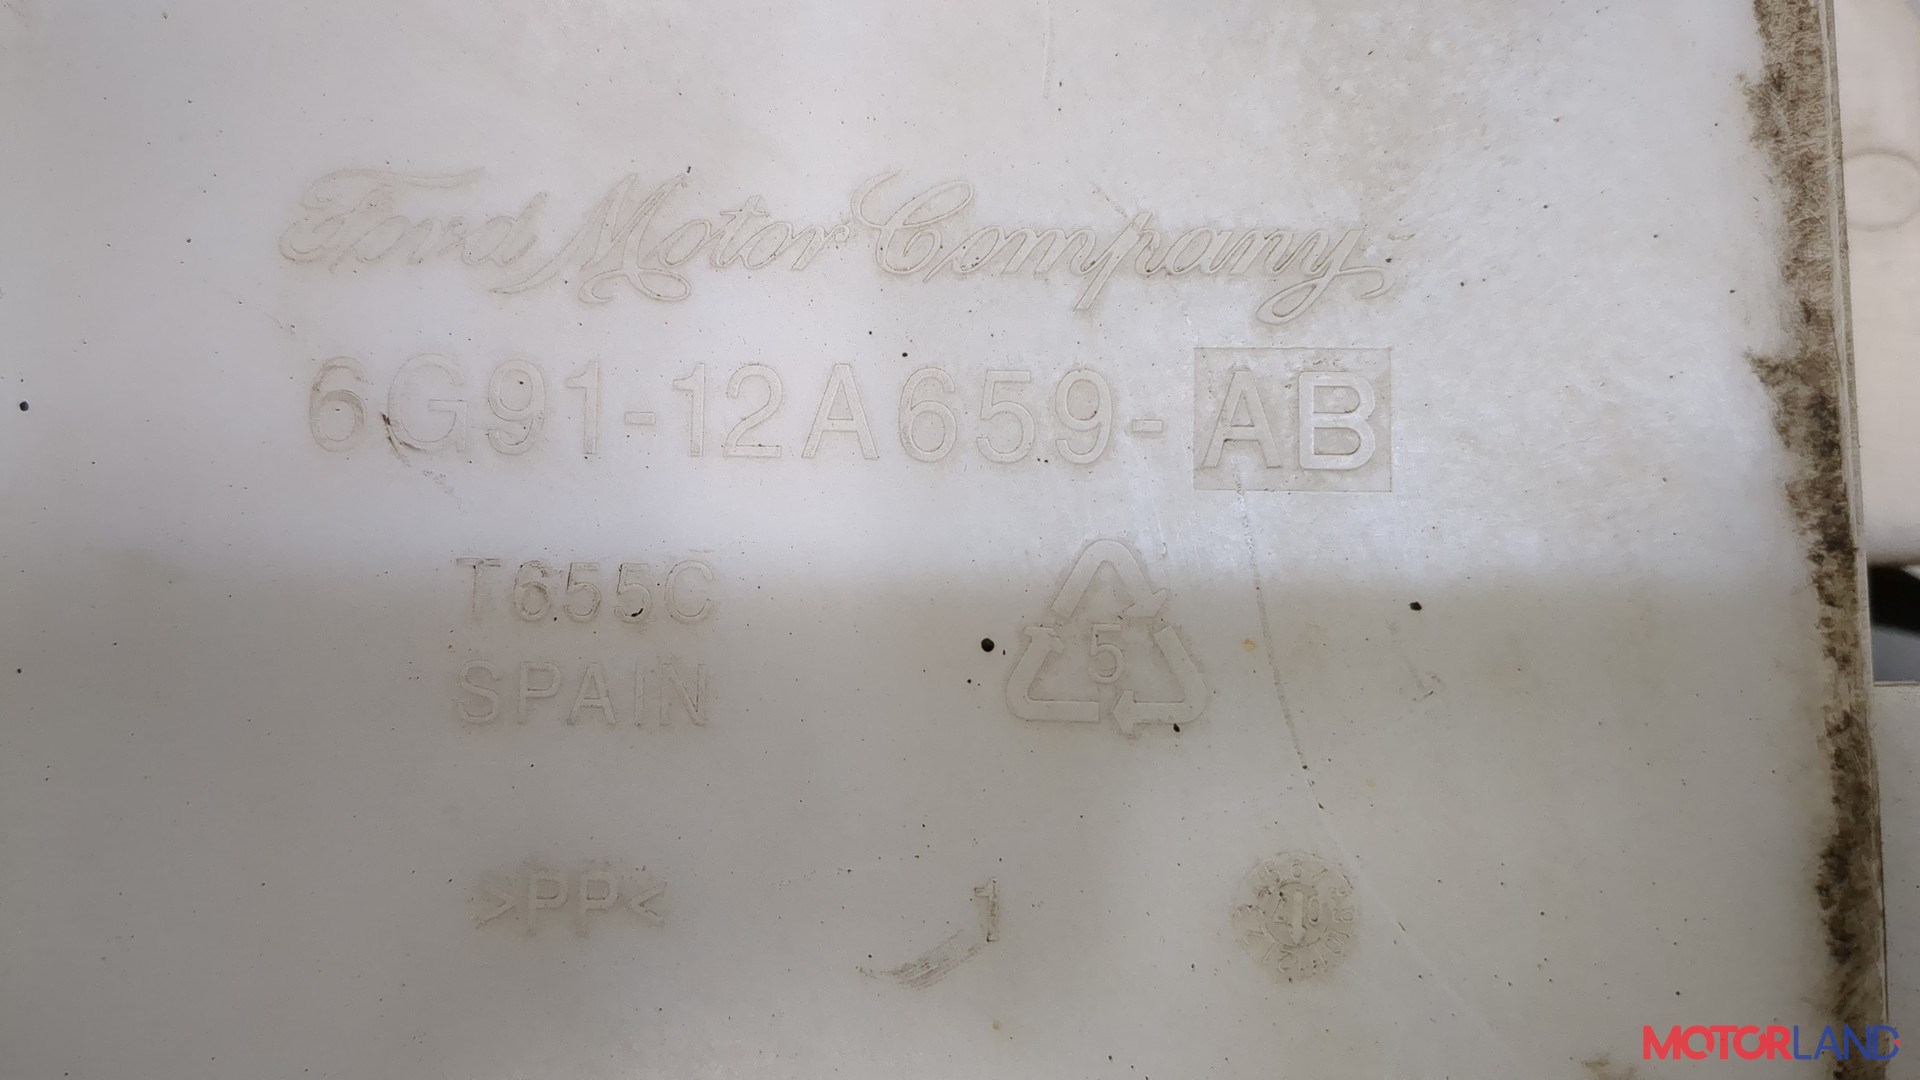 Ford Motor Company
6G91-12A659-AB
T655C
SPAIN
5
>PP<
1
MOTORLAND